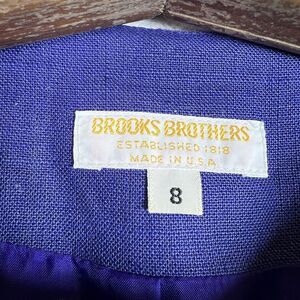 BROOKS BROTHERS
ESTABLISHED 1818
MADE IN U.S.A.
8